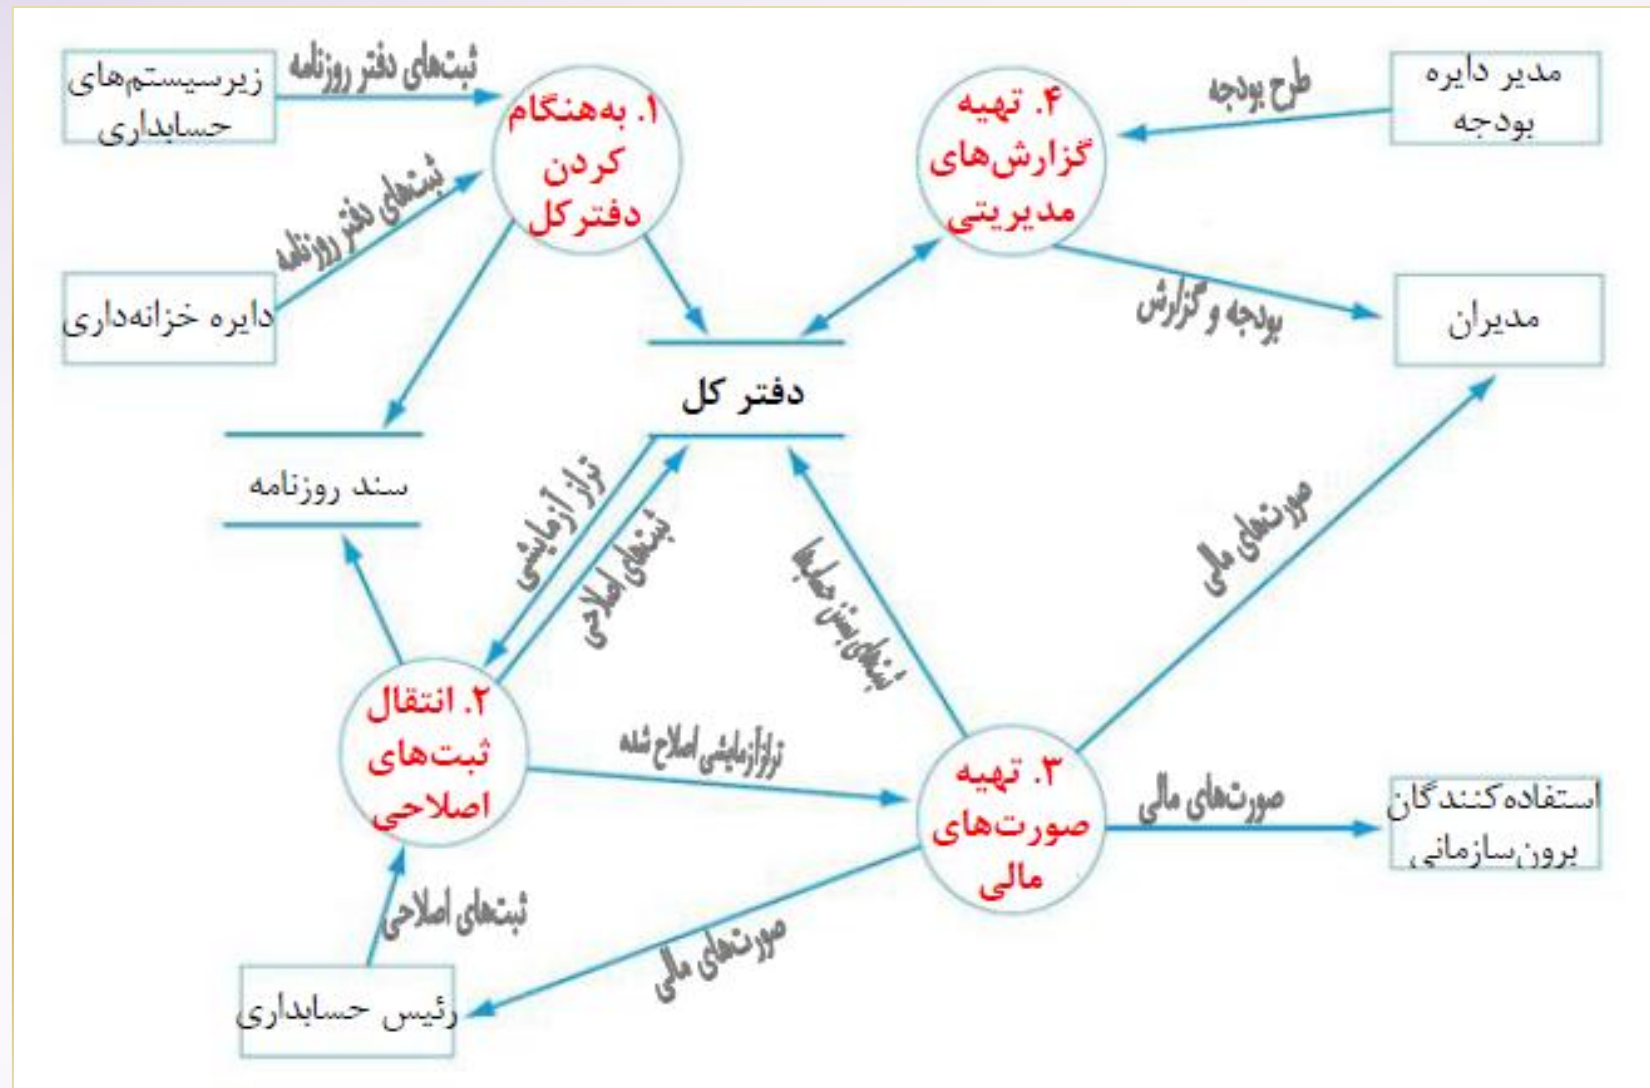 زیرسیستم‌های
حسابداری
ثبت‌های دفتر روزنامه
۱. به‌هنگام
کردن
دفترکل
۴. تهیه
گزارش‌های
مدیریتی
طرح بودجه
مدیر دایره
بودجه
ثبت‌های دفتر روزنامه
دایره خزانه‌داری
بودجه و گزارش
مدیران
دفتر کل
سند روزنامه
تراز آزمایشی
ثبت‌های اصلاحی
ثبت‌های بستن حساب‌ها
صورت‌های مالی
۲. انتقال
ثبت‌های
اصلاحی
ترازآزمایشی اصلاح شده
۳. تهیه
صورت‌های
مالی
صورت‌های مالی
استفاده‌کنندگان
برون‌سازمانی
ثبت‌های اصلاحی
صورت‌های مالی
رئیس حسابداری